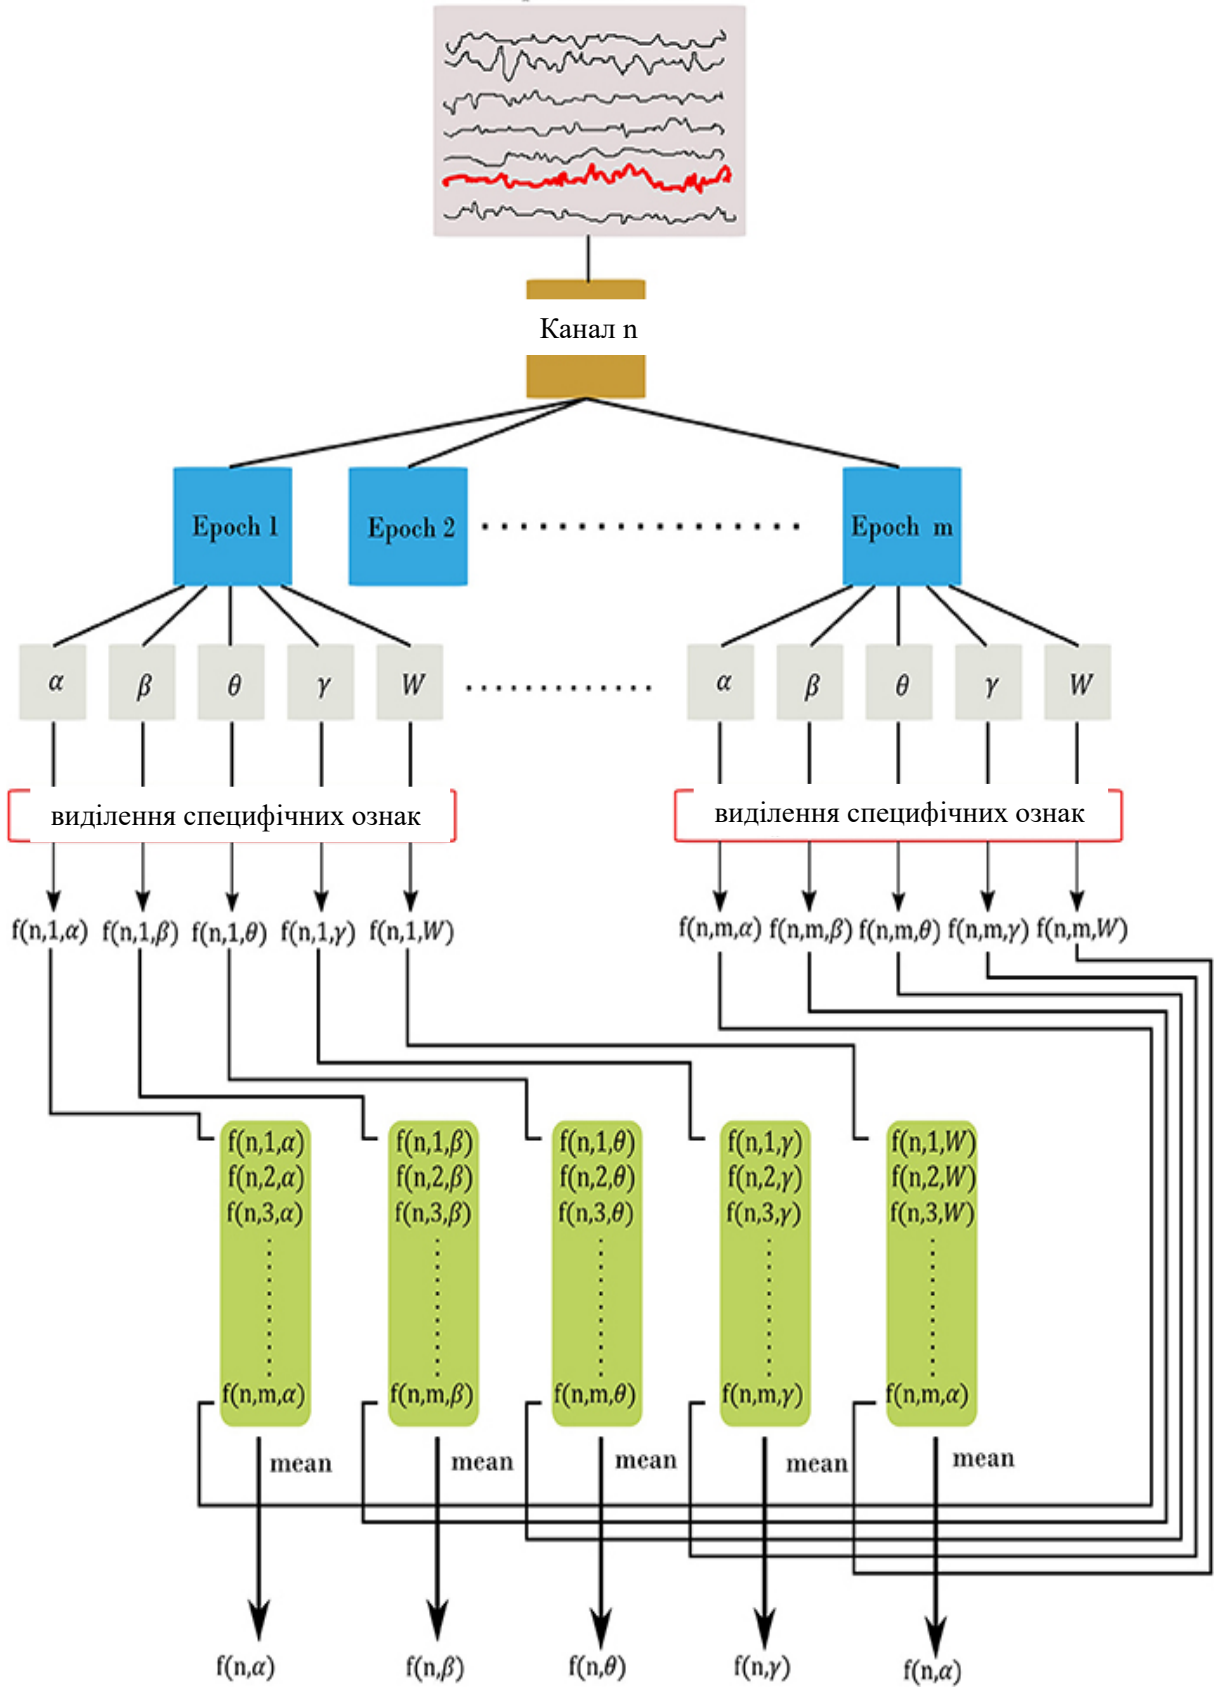 Канал n
Epoch 1
Epoch 2
Epoch m
α β θ γ W
α β θ γ W
виділення специфічних ознак
виділення специфічних ознак
f(n,1,α) f(n,1,β) f(n,1,θ) f(n,1,γ) f(n,1,W)
f(n,m,α) f(n,m,β) f(n,m,θ) f(n,m,γ) f(n,m,W)
f(n,1,α) f(n,1,β) f(n,1,θ) f(n,1,γ) f(n,1,W)
f(n,2,α) f(n,2,β) f(n,2,θ) f(n,2,γ) f(n,2,W)
f(n,3,α) f(n,3,β) f(n,3,θ) f(n,3,γ) f(n,3,W)
f(n,m,α) f(n,m,β) f(n,m,θ) f(n,m,γ) f(n,m,α)
mean mean mean mean mean
f(n,α) f(n,β) f(n,θ) f(n,γ) f(n,α)